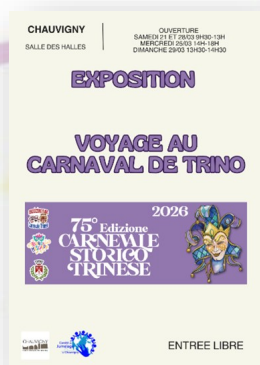 CHAUVIGNY
SALLE DES HALLES
OUVERTURE
SAMEDI 21 ET 28/03 9H30-13H
MERCREDI 25/03 14H-18H
DIMANCHE 29/03 13H30-14H30
EXPOSITION
VOYAGE AU
CARNAVAL DE TRINO
2026
75° Edizione
CARNEVALE
STORICO
TRINESE
ENTREE LIBRE